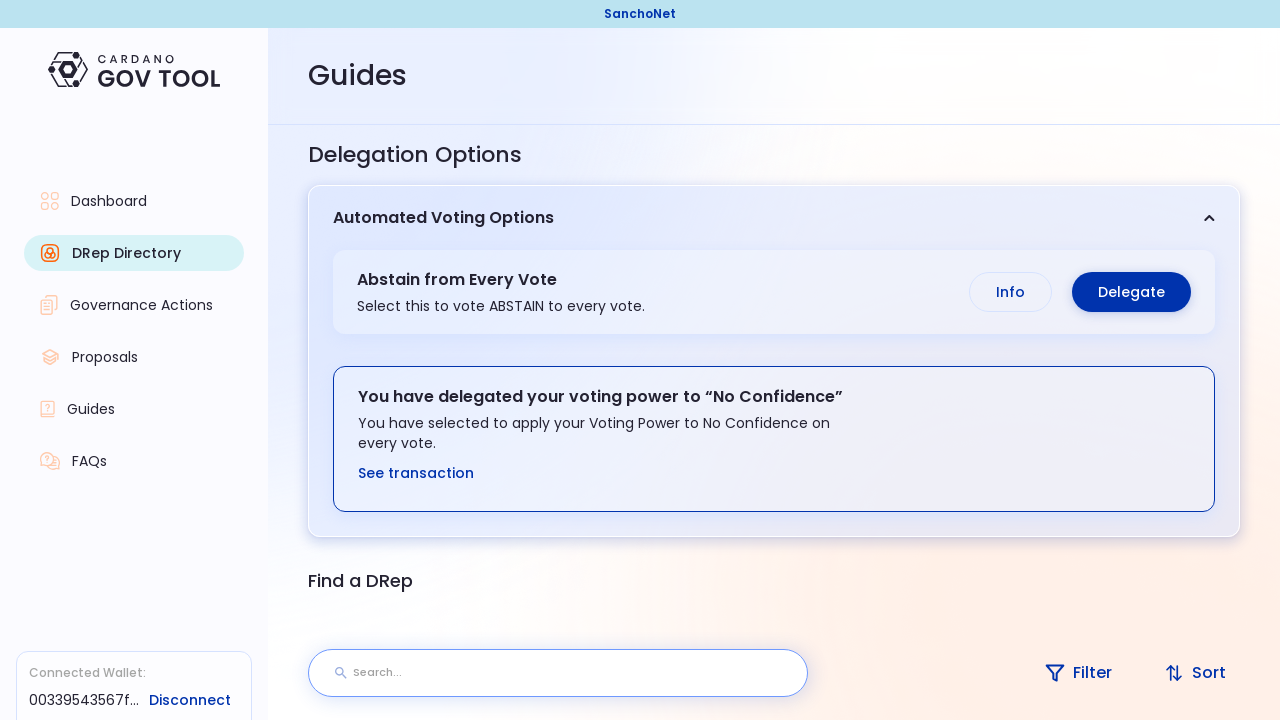 SanchoNet
CARDANO
GOV TOOL
Guides
Dashboard
DRep Directory
Governance Actions
Proposals
Guides
FAQs
Connected Wallet:
00339543567f...
Disconnect
Delegation Options
Automated Voting Options
Abstain from Every Vote
Select this to vote ABSTAIN to every vote.
Info
Delegate
You have delegated your voting power to “No Confidence”
You have selected to apply your Voting Power to No Confidence on
every vote.
See transaction
Find a DRep
Search...
Filter
Sort